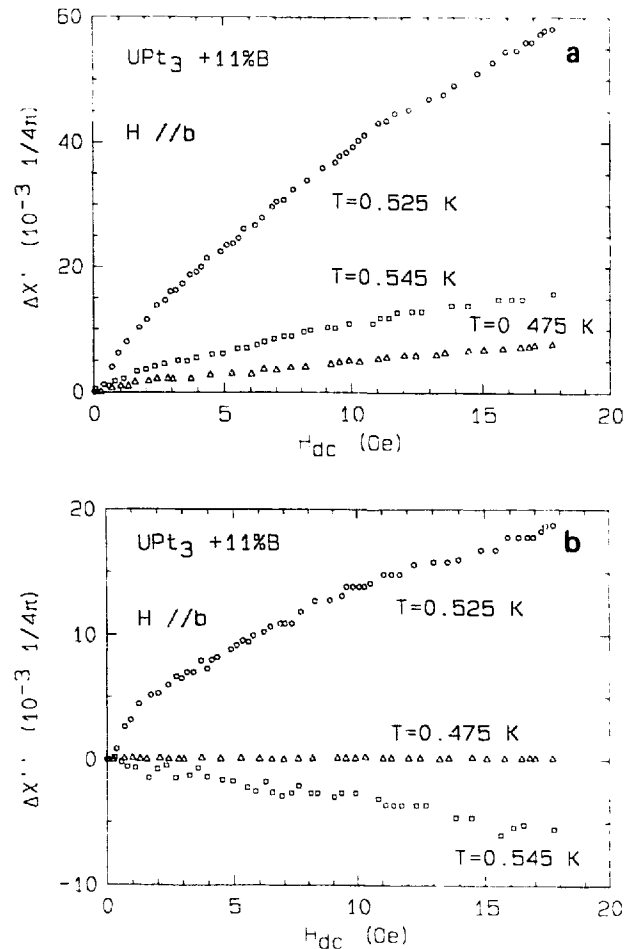 60
UPt₃ +11%B
a
H //b
40
T=0.525 K
20
T=0.545 K
T=0 475 K
0
0 5 10 15 20
Hdc (Oe)
Δχ' (10⁻³ 1/4π)
20
UPt₃ +11%B
b
H //b
T=0.525 K
10
T=0.475 K
0
T=0.545 K
-10
0 5 10 15 20
Hdc (Oe)
Δχ'' (10⁻³ 1/4π)